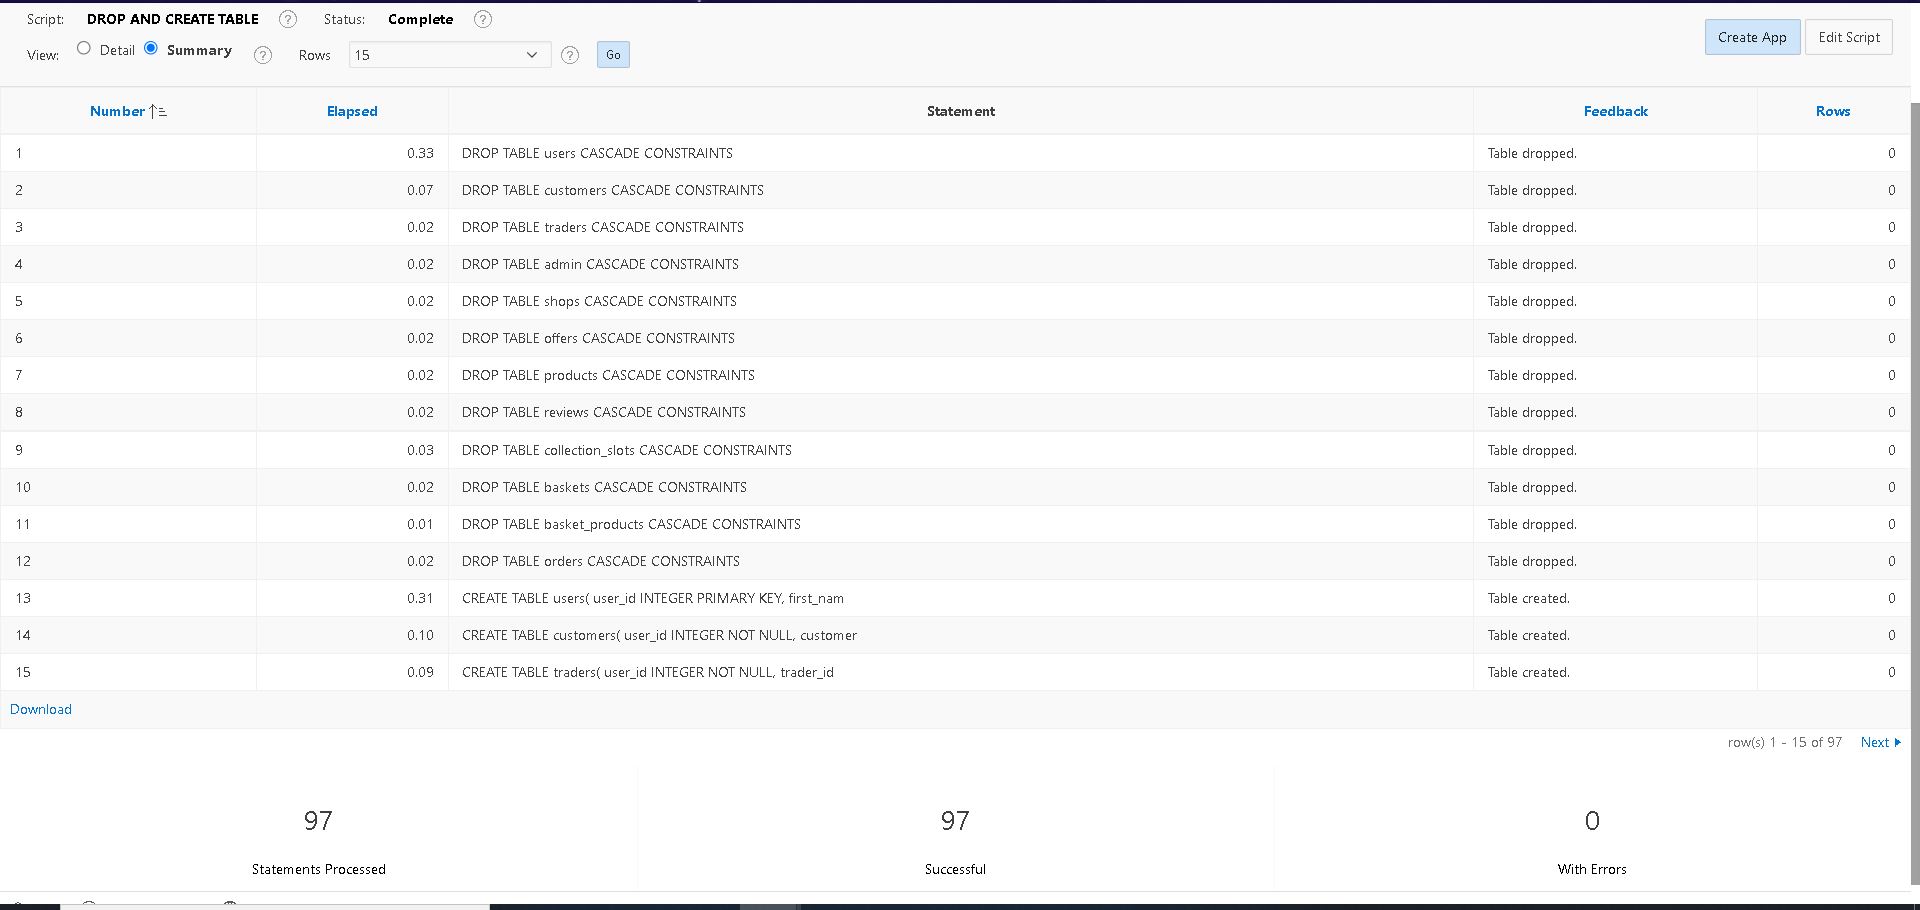 Script: DROP AND CREATE TABLE ? Status: Complete ?
View: Detail Summary ? Rows 15 ? Go
Create App Edit Script
Number Elapsed Statement Feedback Rows
1 0.33 DROP TABLE users CASCADE CONSTRAINTS Table dropped. 0
2 0.07 DROP TABLE customers CASCADE CONSTRAINTS Table dropped. 0
3 0.02 DROP TABLE traders CASCADE CONSTRAINTS Table dropped. 0
4 0.02 DROP TABLE admin CASCADE CONSTRAINTS Table dropped. 0
5 0.02 DROP TABLE shops CASCADE CONSTRAINTS Table dropped. 0
6 0.02 DROP TABLE offers CASCADE CONSTRAINTS Table dropped. 0
7 0.02 DROP TABLE products CASCADE CONSTRAINTS Table dropped. 0
8 0.02 DROP TABLE reviews CASCADE CONSTRAINTS Table dropped. 0
9 0.03 DROP TABLE collection_slots CASCADE CONSTRAINTS Table dropped. 0
10 0.02 DROP TABLE baskets CASCADE CONSTRAINTS Table dropped. 0
11 0.01 DROP TABLE basket_products CASCADE CONSTRAINTS Table dropped. 0
12 0.02 DROP TABLE orders CASCADE CONSTRAINTS Table dropped. 0
13 0.31 CREATE TABLE users( user_id INTEGER PRIMARY KEY, first_nam Table created. 0
14 0.10 CREATE TABLE customers( user_id INTEGER NOT NULL, customer Table created. 0
15 0.09 CREATE TABLE traders( user_id INTEGER NOT NULL, trader_id Table created. 0
Download
row(s) 1 - 15 of 97 Next
97 97 0
Statements Processed Successful With Errors